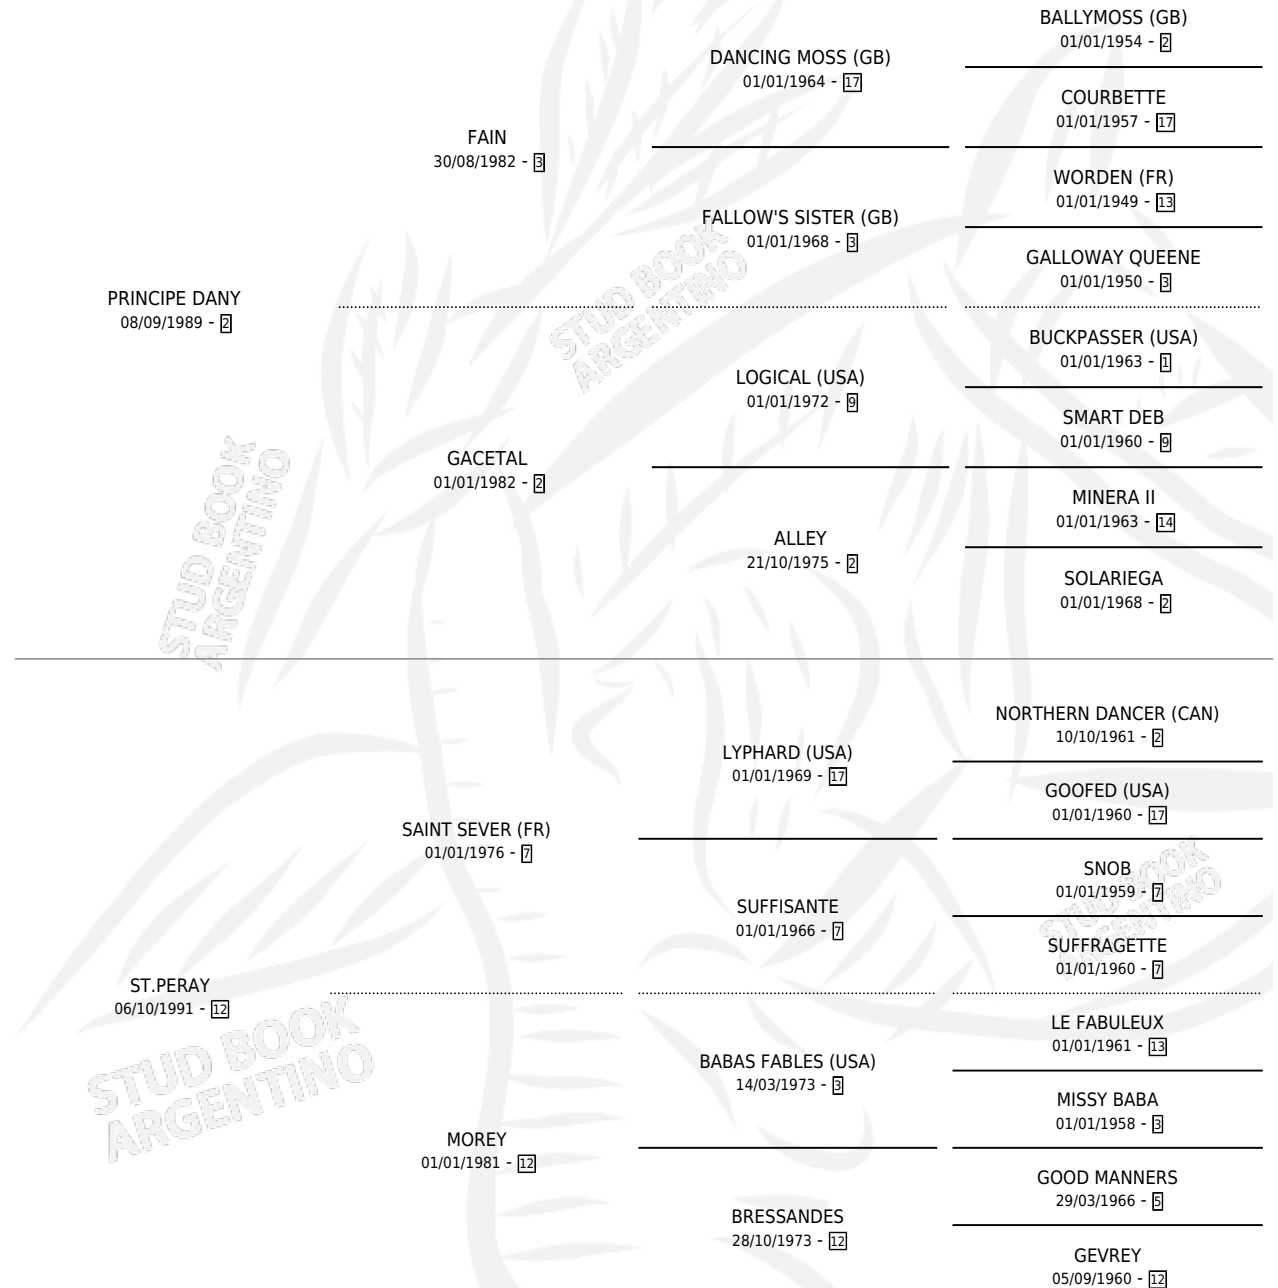 BALLYMOSS (GB)
01/01/1954 - 2
DANCING MOSS (GB)
01/01/1964 - 17
COURBETTE
01/01/1957 - 17
FAIN
30/08/1982 - 3
WORDEN (FR)
01/01/1949 - 13
FALLOW'S SISTER (GB)
01/01/1968 - 3
GALLOWAY QUEENE
01/01/1950 - 3
PRINCIPE DANY
08/09/1989 - 2
STUD BOOK
ARGENTINO
BUCKPASSER (USA)
01/01/1963 - 1
LOGICAL (USA)
01/01/1972 - 9
SMART DEB
01/01/1960 - 9
GACETAL
01/01/1982 - 2
MINERA II
01/01/1963 - 14
ALLEY
21/10/1975 - 2
SOLARIEGA
01/01/1968 - 2
STUD BOOK
ARGENTINO
NORTHERN DANCER (CAN)
10/10/1961 - 2
LYPHARD (USA)
01/01/1969 - 17
GOOFED (USA)
01/01/1960 - 17
SAINT SEVER (FR)
01/01/1976 - 7
SNOB
01/01/1959 - 7
SUFFISANTE
01/01/1966 - 7
SUFFRAGETTE
01/01/1960 - 7
STUD BOOK
ARGENTINO
ST.PERAY
06/10/1991 - 12
LE FABULEUX
01/01/1961 - 13
BABAS FABLES (USA)
14/03/1973 - 3
MISSY BABA
01/01/1958 - 3
STUD BOOK
ARGENTINO
MOREY
01/01/1981 - 12
GOOD MANNERS
29/03/1966 - 5
BRESSANDES
28/10/1973 - 12
GEVREY
05/09/1960 - 12